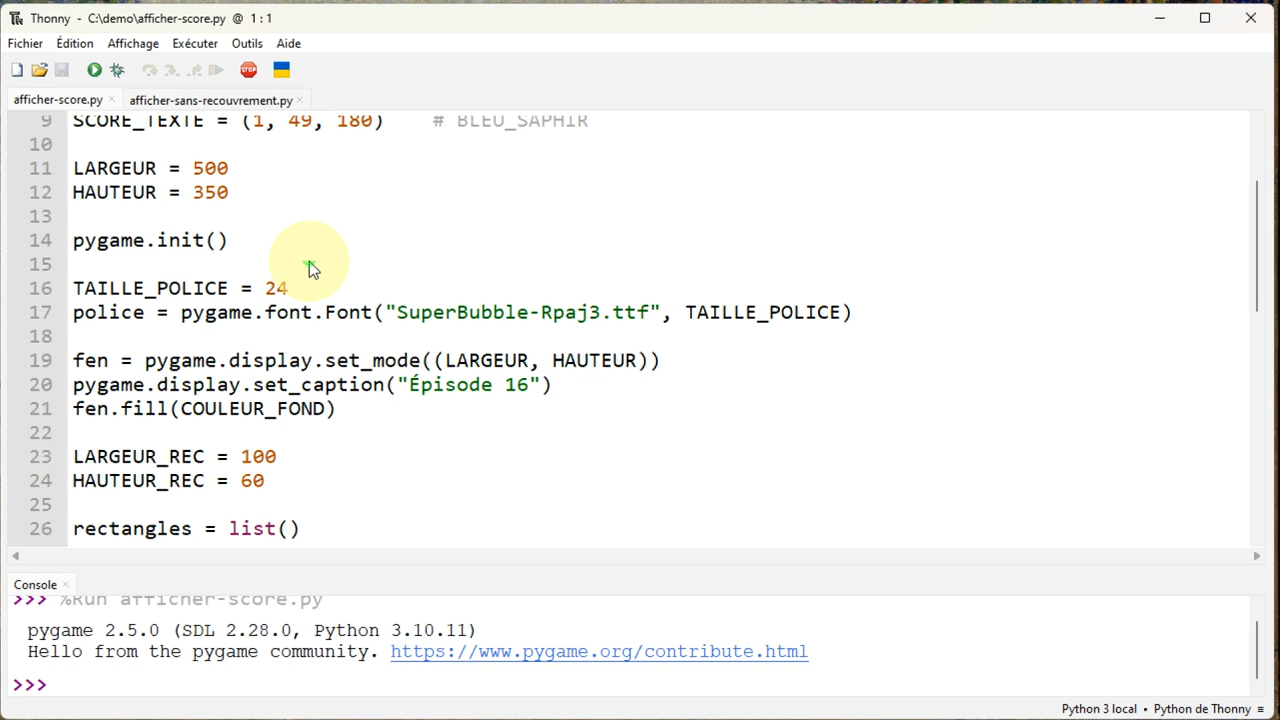 Thonny - C:\demo\afficher-score.py @ 1 : 1
Fichier Édition Affichage Exécuter Outils Aide
STOP
afficher-score.py × afficher-sans-recouvrement.py ×
9 SCORE_TEXTE = (1, 49, 180) # BLEU_SAPHIR
10
11 LARGEUR = 500
12 HAUTEUR = 350
13
14 pygame.init()
15
16 TAILLE_POLICE = 24
17 police = pygame.font.Font("SuperBubble-Rpaj3.ttf", TAILLE_POLICE)
18
19 fen = pygame.display.set_mode((LARGEUR, HAUTEUR))
20 pygame.display.set_caption("Épisode 16")
21 fen.fill(COULEUR_FOND)
22
23 LARGEUR_REC = 100
24 HAUTEUR_REC = 60
25
26 rectangles = list()
Console ×
>>> %Run afficher-score.py
pygame 2.5.0 (SDL 2.28.0, Python 3.10.11)
Hello from the pygame community. https://www.pygame.org/contribute.html
>>>
Python 3 local • Python de Thonny ≡